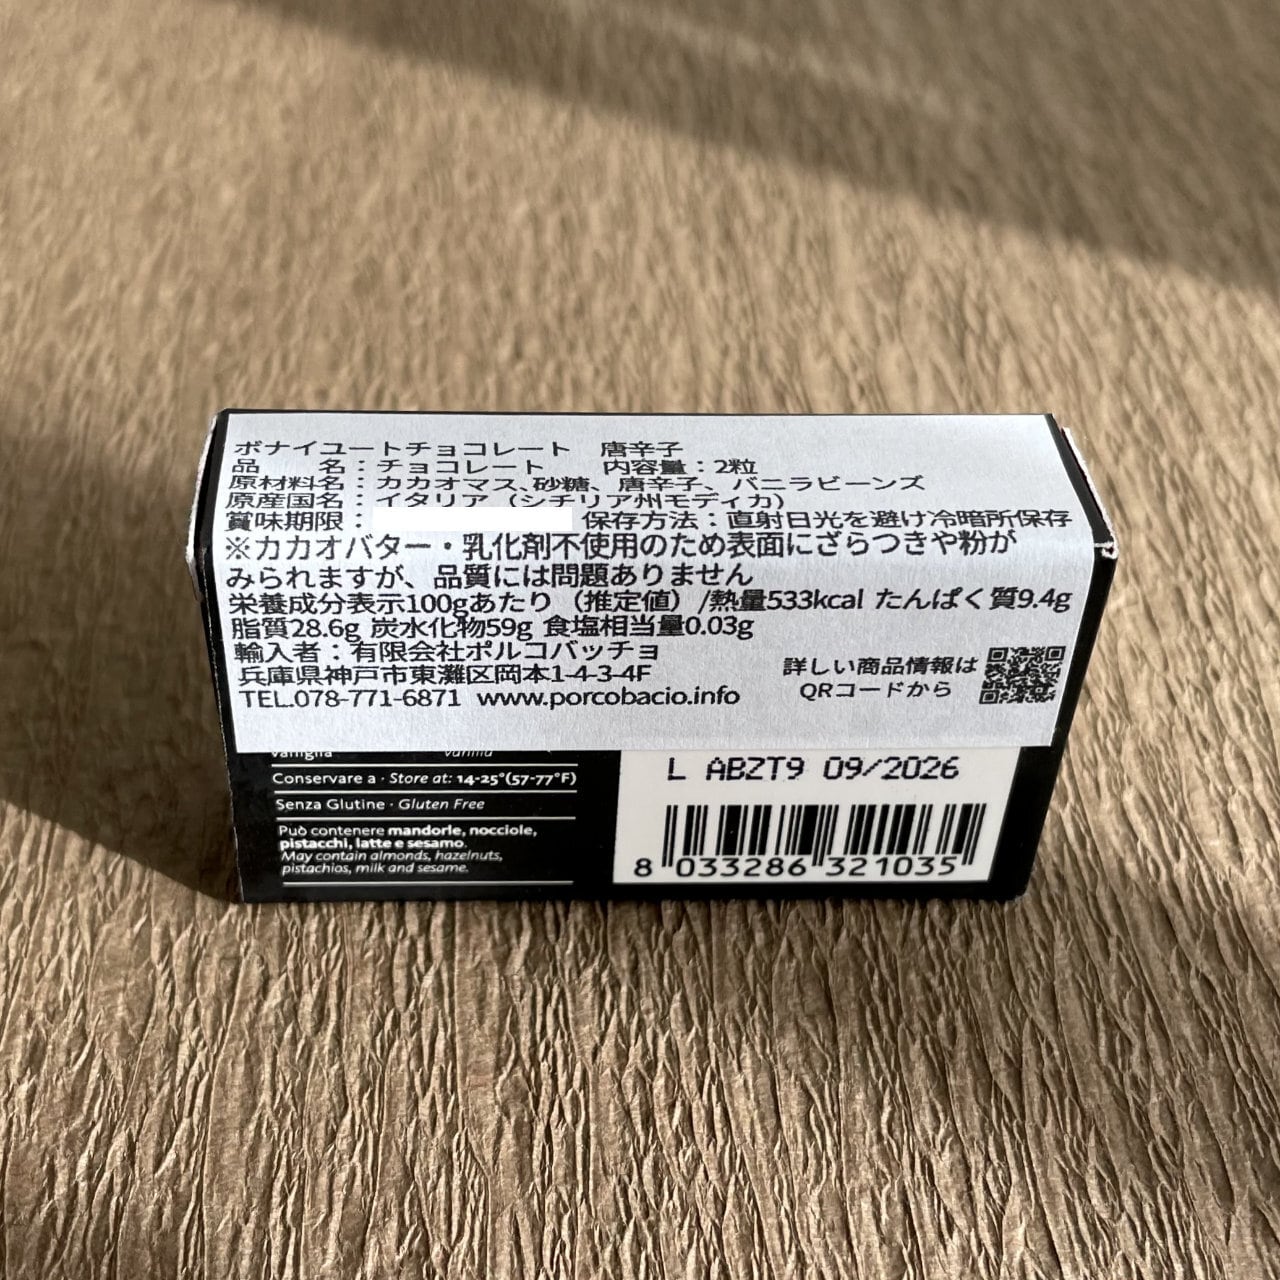 ボナイユートチョコレート　唐辛子
品　　名：チョコレート　　内容量：2粒
原材料名：カカオマス、砂糖、唐辛子、バニラビーンズ
原産国名：イタリア（シチリア州モディカ）
賞味期限：　保存方法：直射日光を避け冷暗所保存
※カカオバター・乳化剤不使用のため表面にざらつきや粉が
みられますが、品質には問題ありません
栄養成分表示100gあたり（推定値）/熱量533kcal たんぱく質9.4g
脂質28.6g 炭水化物59g 食塩相当量0.03g
輸入者：有限会社ポルコバッチョ
兵庫県神戸市東灘区岡本1-4-3-4F
TEL.078-771-6871 www.porcobacio.info
詳しい商品情報は
QRコードから
vaniglia vanilla
Conservare a · Store at: 14-25°(57-77°F)
Senza Glutine · Gluten Free
Può contenere mandorle, nocciole,
pistacchi, latte e sesamo.
May contain almonds, hazelnuts,
pistachios, milk and sesame.
L ABZT9 09/2026
8 033286 321035